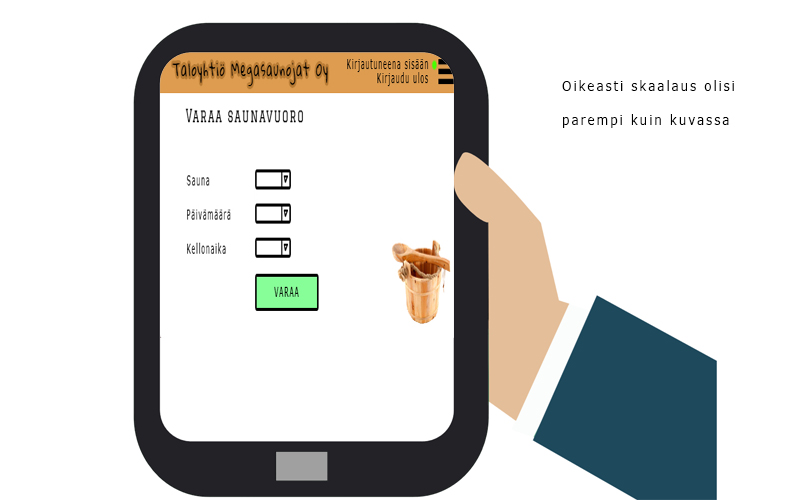 Taloyhtiö Megasaunojat Oy
Kirjautuneena sisään
Kirjaudu ulos
Varaa saunavuoro
Sauna
Päivämäärä
Kellonaika
VARAA
Oikeasti skaalaus olisi
parempi kuin kuvassa